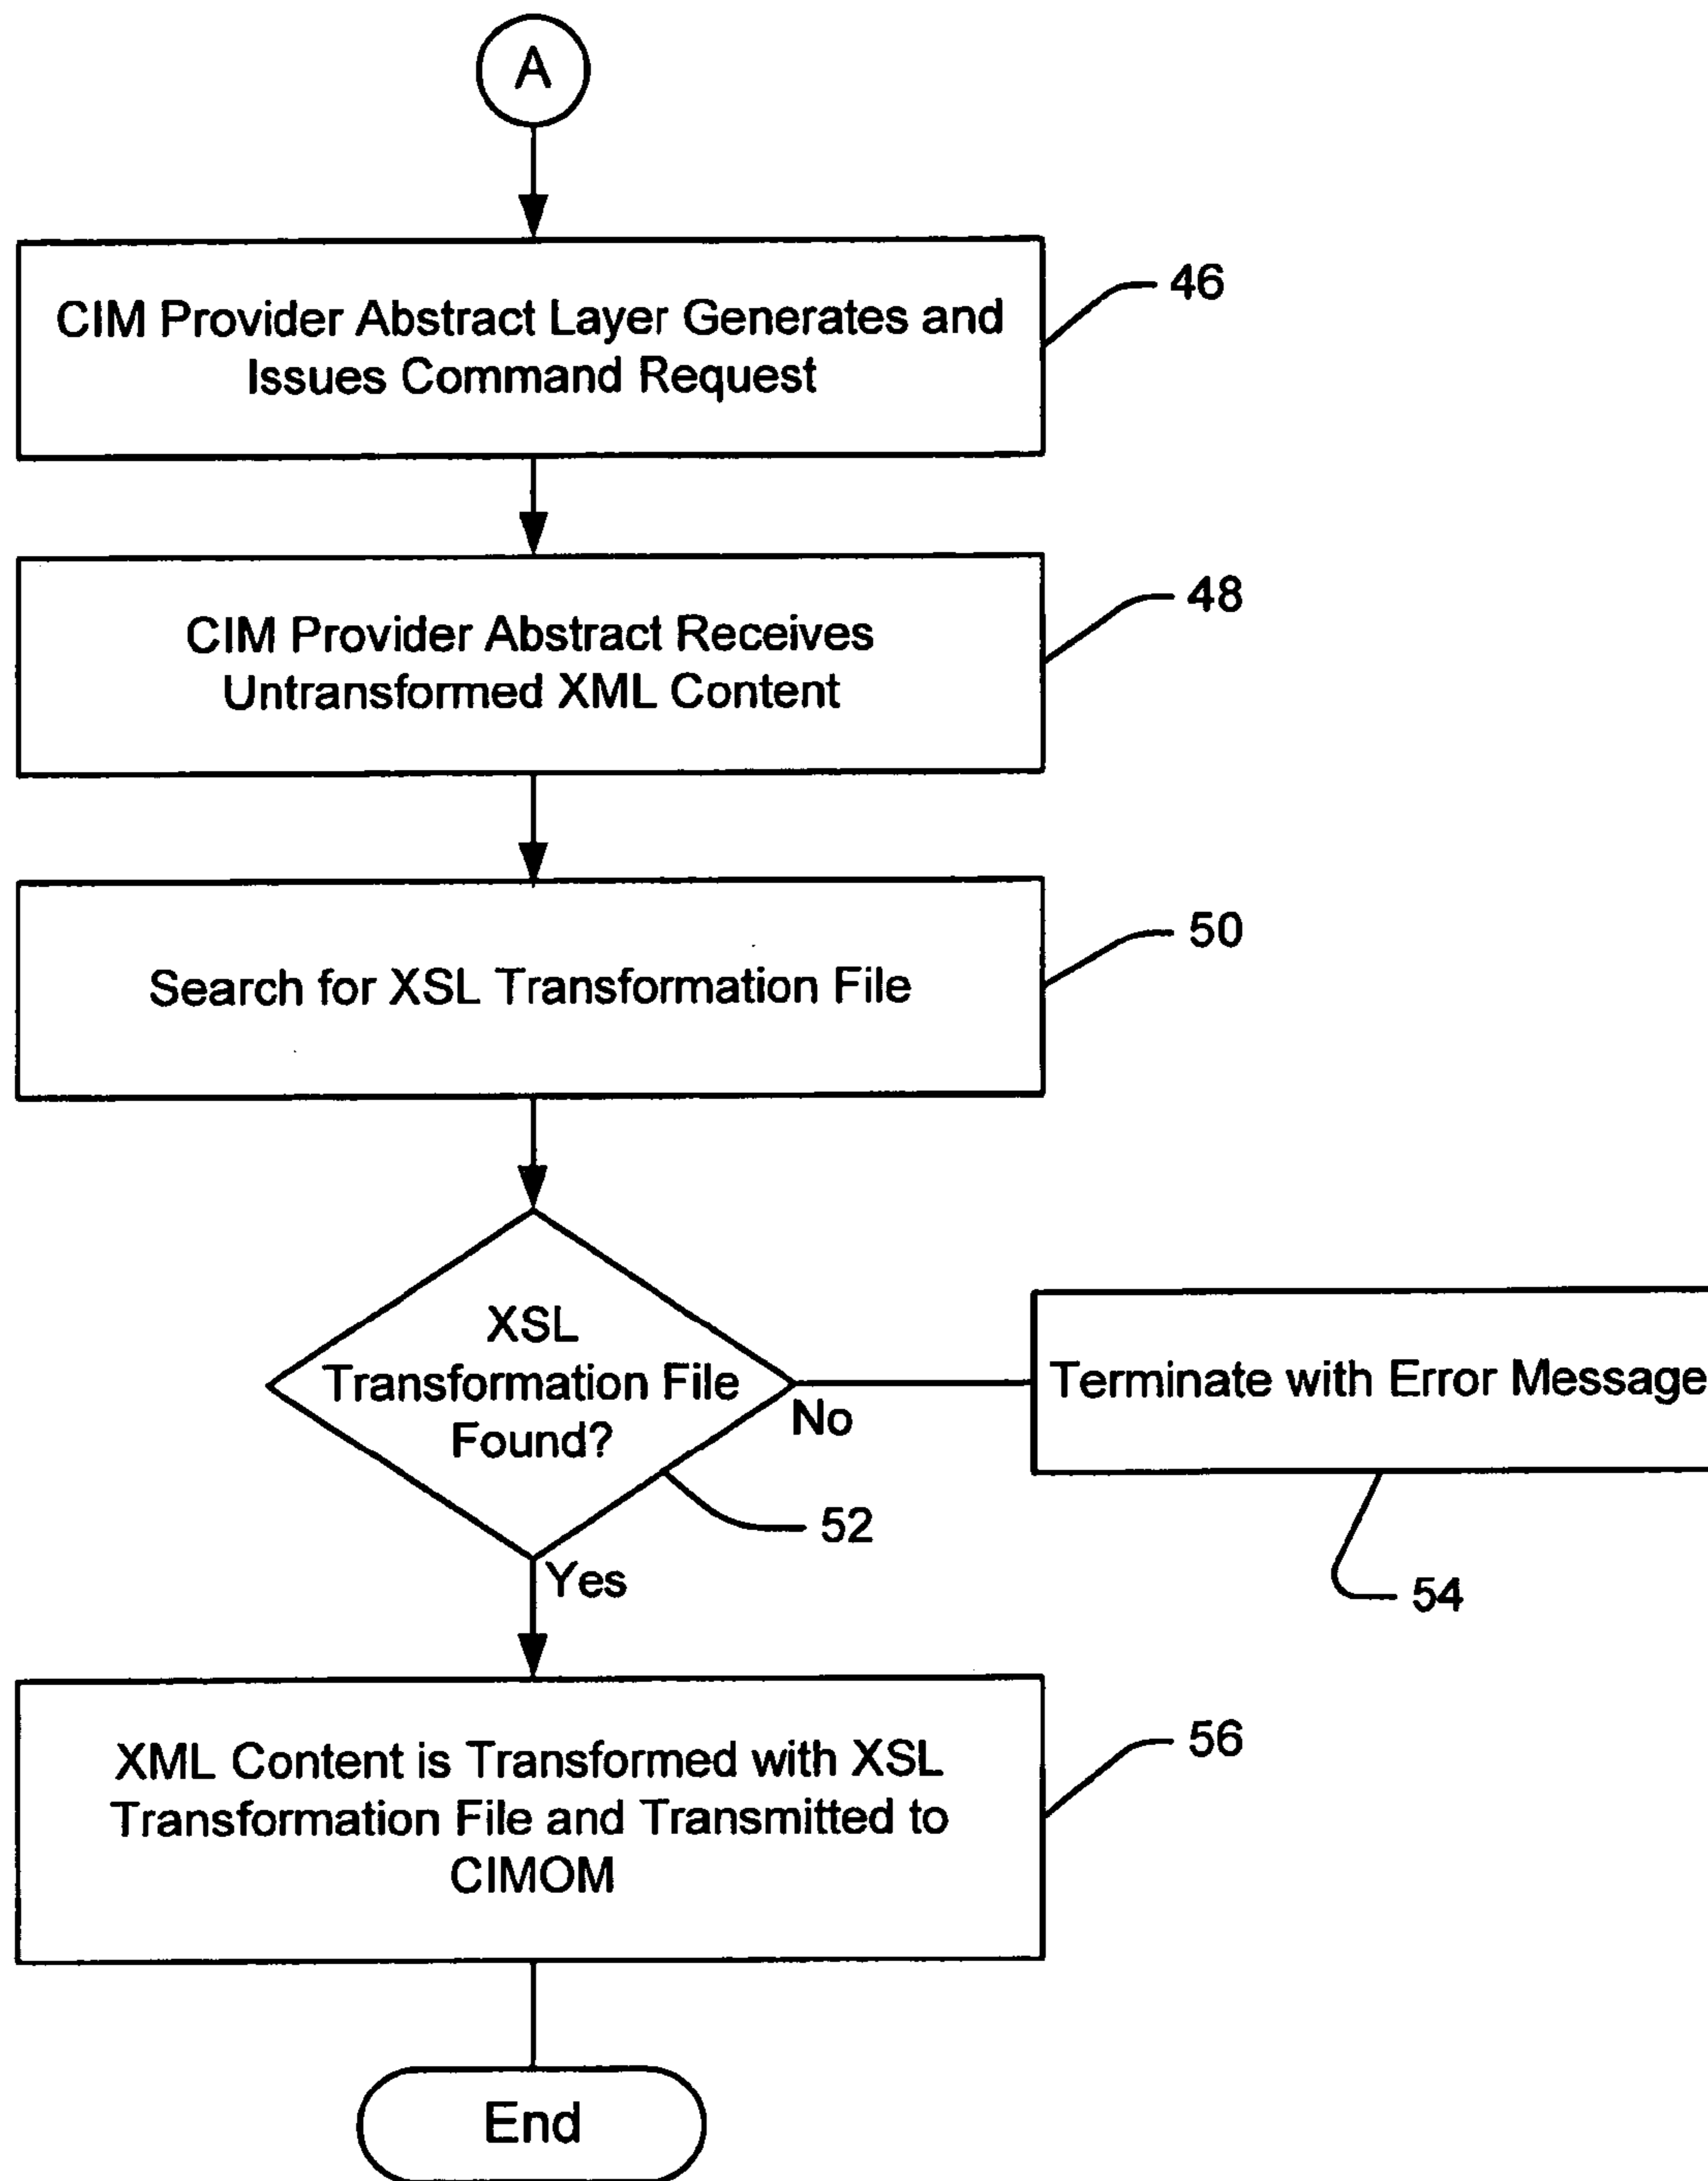 A
CIM Provider Abstract Layer Generates and
Issues Command Request
46
CIM Provider Abstract Receives
Untransformed XML Content
48
Search for XSL Transformation File
50
XSL
Transformation File
Found?
No
52
Yes
Terminate with Error Message
54
XML Content is Transformed with XSL
Transformation File and Transmitted to
CIMOM
56
End